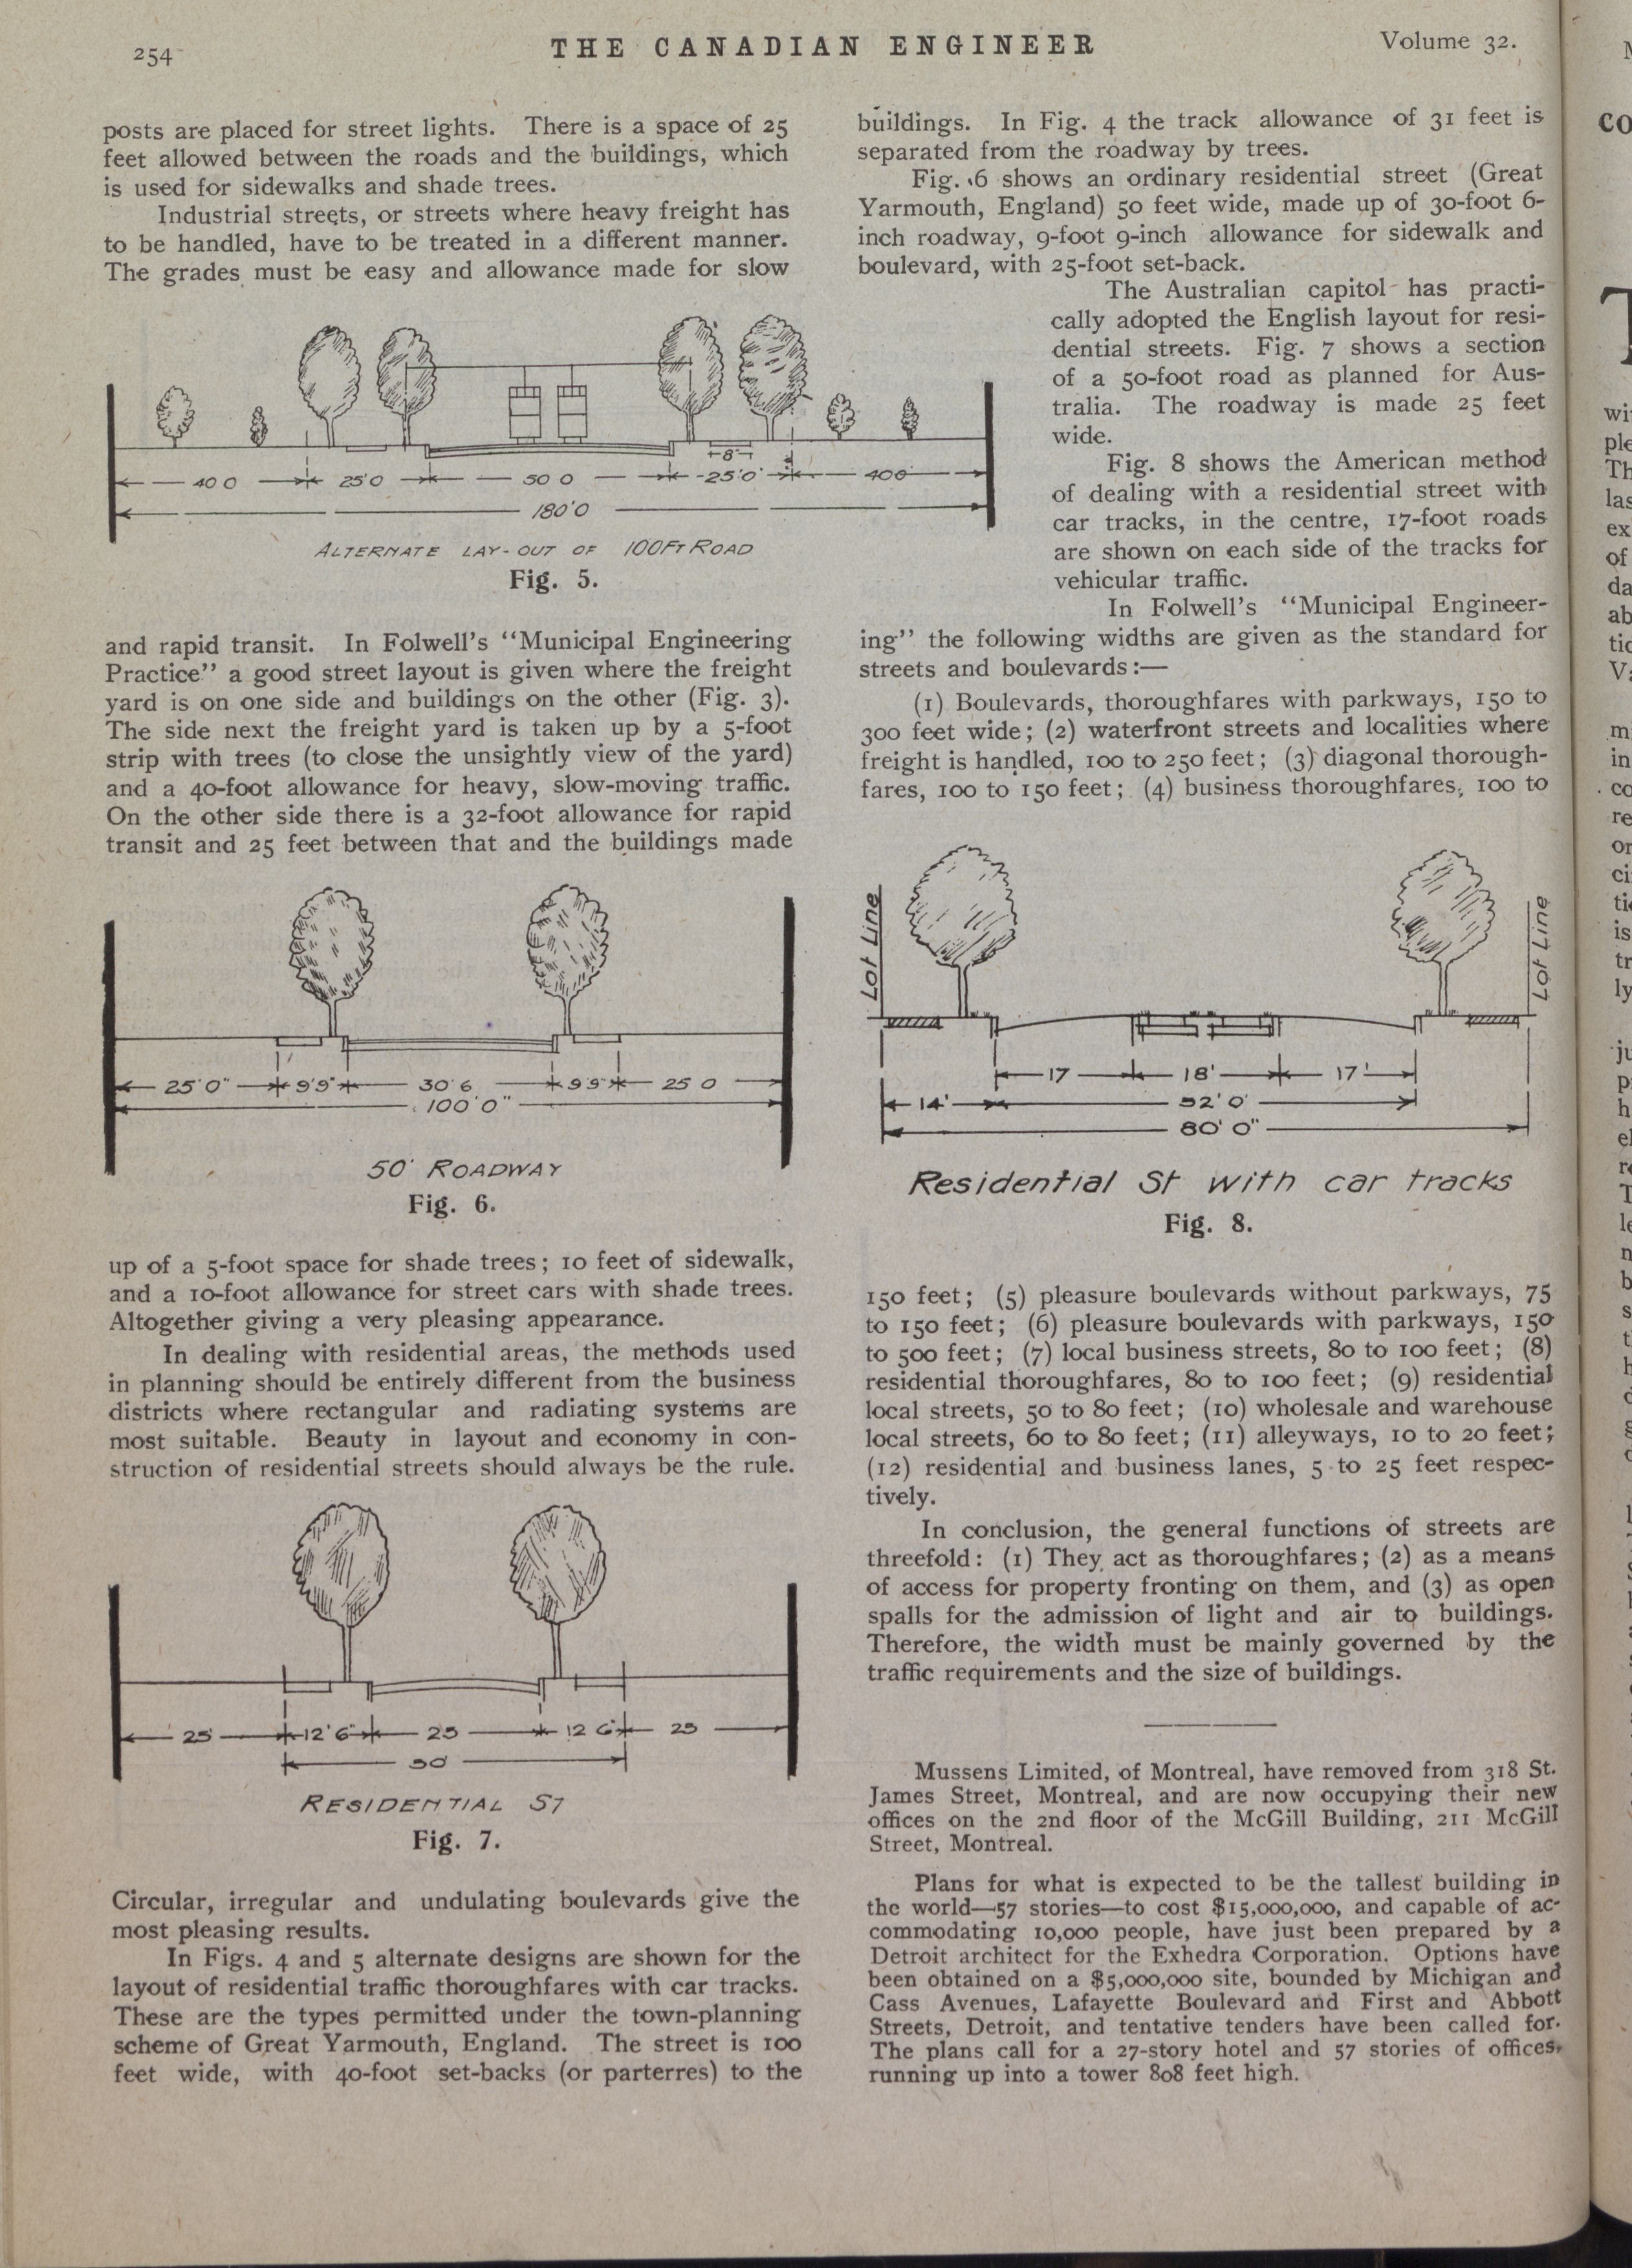 254
THE CANADIAN ENGINEER
Volume 32.
posts are placed for street lights. There is a space of 25
feet allowed between the roads and the buildings, which
is used for sidewalks and shade trees.
Industrial streets, or streets where heavy freight has
to be handled, have to be treated in a different manner.
The grades must be easy and allowance made for slow
8'
40 0
25'0
50 0
25'0'
40 0
180'0
ALTERNATE LAY-OUT OF 100FT ROAD
Fig. 5.
and rapid transit. In Folwell's "Municipal Engineering
Practice" a good street layout is given where the freight
yard is on one side and buildings on the other (Fig. 3).
The side next the freight yard is taken up by a 5-foot
strip with trees (to close the unsightly view of the yard)
and a 40-foot allowance for heavy, slow-moving traffic.
On the other side there is a 32-foot allowance for rapid
transit and 25 feet between that and the buildings made
25'0"
9'9"
30'6
9'9"
25 0
100'0"
50' ROADWAY
Fig. 6.
up of a 5-foot space for shade trees; 10 feet of sidewalk,
and a 10-foot allowance for street cars with shade trees.
Altogether giving a very pleasing appearance.
In dealing with residential areas, the methods used
in planning should be entirely different from the business
districts where rectangular and radiating systems are
most suitable. Beauty in layout and economy in con-
struction of residential streets should always be the rule.
25'
12'6"
25
12 6"
25
50'
RESIDENTIAL ST
Fig. 7.
Circular, irregular and undulating boulevards give the
most pleasing results.
In Figs. 4 and 5 alternate designs are shown for the
layout of residential traffic thoroughfares with car tracks.
These are the types permitted under the town-planning
scheme of Great Yarmouth, England. The street is 100
feet wide, with 40-foot set-backs (or parterres) to the
buildings. In Fig. 4 the track allowance of 31 feet is
separated from the roadway by trees.
Fig. 6 shows an ordinary residential street (Great
Yarmouth, England) 50 feet wide, made up of 30-foot 6-
inch roadway, 9-foot 9-inch allowance for sidewalk and
boulevard, with 25-foot set-back.
The Australian capitol has practi-
cally adopted the English layout for resi-
dential streets. Fig. 7 shows a section
of a 50-foot road as planned for Aus-
tralia. The roadway is made 25 feet
wide.
Fig. 8 shows the American method
of dealing with a residential street with
car tracks, in the centre, 17-foot roads
are shown on each side of the tracks for
vehicular traffic.
In Folwell's "Municipal Engineer-
ing" the following widths are given as the standard for
streets and boulevards:—
(1) Boulevards, thoroughfares with parkways, 150 to
300 feet wide; (2) waterfront streets and localities where
freight is handled, 100 to 250 feet; (3) diagonal thorough-
fares, 100 to 150 feet; (4) business thoroughfares, 100 to
Lot Line
Lot Line
17
18'
17'
14'
52'0"
80'0"
Residential St with car tracks
Fig. 8.
150 feet; (5) pleasure boulevards without parkways, 75
to 150 feet; (6) pleasure boulevards with parkways, 150
to 500 feet; (7) local business streets, 80 to 100 feet; (8)
residential thoroughfares, 80 to 100 feet; (9) residential
local streets, 50 to 80 feet; (10) wholesale and warehouse
local streets, 60 to 80 feet; (11) alleyways, 10 to 20 feet;
(12) residential and business lanes, 5 to 25 feet respec-
tively.
In conclusion, the general functions of streets are
threefold: (1) They act as thoroughfares; (2) as a means
of access for property fronting on them, and (3) as open
spalls for the admission of light and air to buildings.
Therefore, the width must be mainly governed by the
traffic requirements and the size of buildings.
Mussens Limited, of Montreal, have removed from 318 St.
James Street, Montreal, and are now occupying their new
offices on the 2nd floor of the McGill Building, 211 McGill
Street, Montreal.
Plans for what is expected to be the tallest building in
the world—57 stories—to cost $15,000,000, and capable of ac-
commodating 10,000 people, have just been prepared by a
Detroit architect for the Exhedra Corporation. Options have
been obtained on a $5,000,000 site, bounded by Michigan and
Cass Avenues, Lafayette Boulevard and First and Abbott
Streets, Detroit, and tentative tenders have been called for.
The plans call for a 27-story hotel and 57 stories of offices,
running up into a tower 808 feet high.